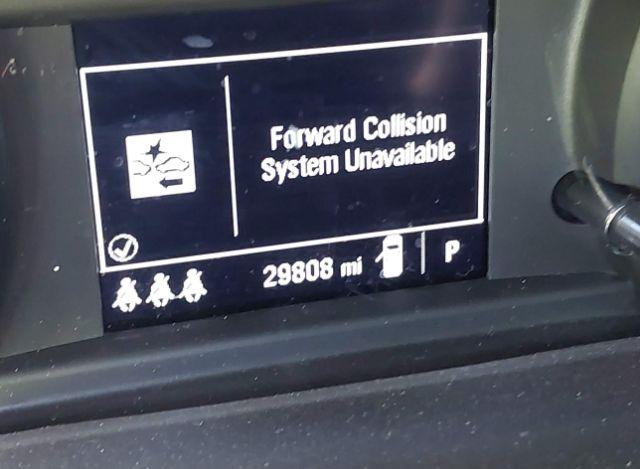 Forward Collision
System Unavailable
29808 mi
P